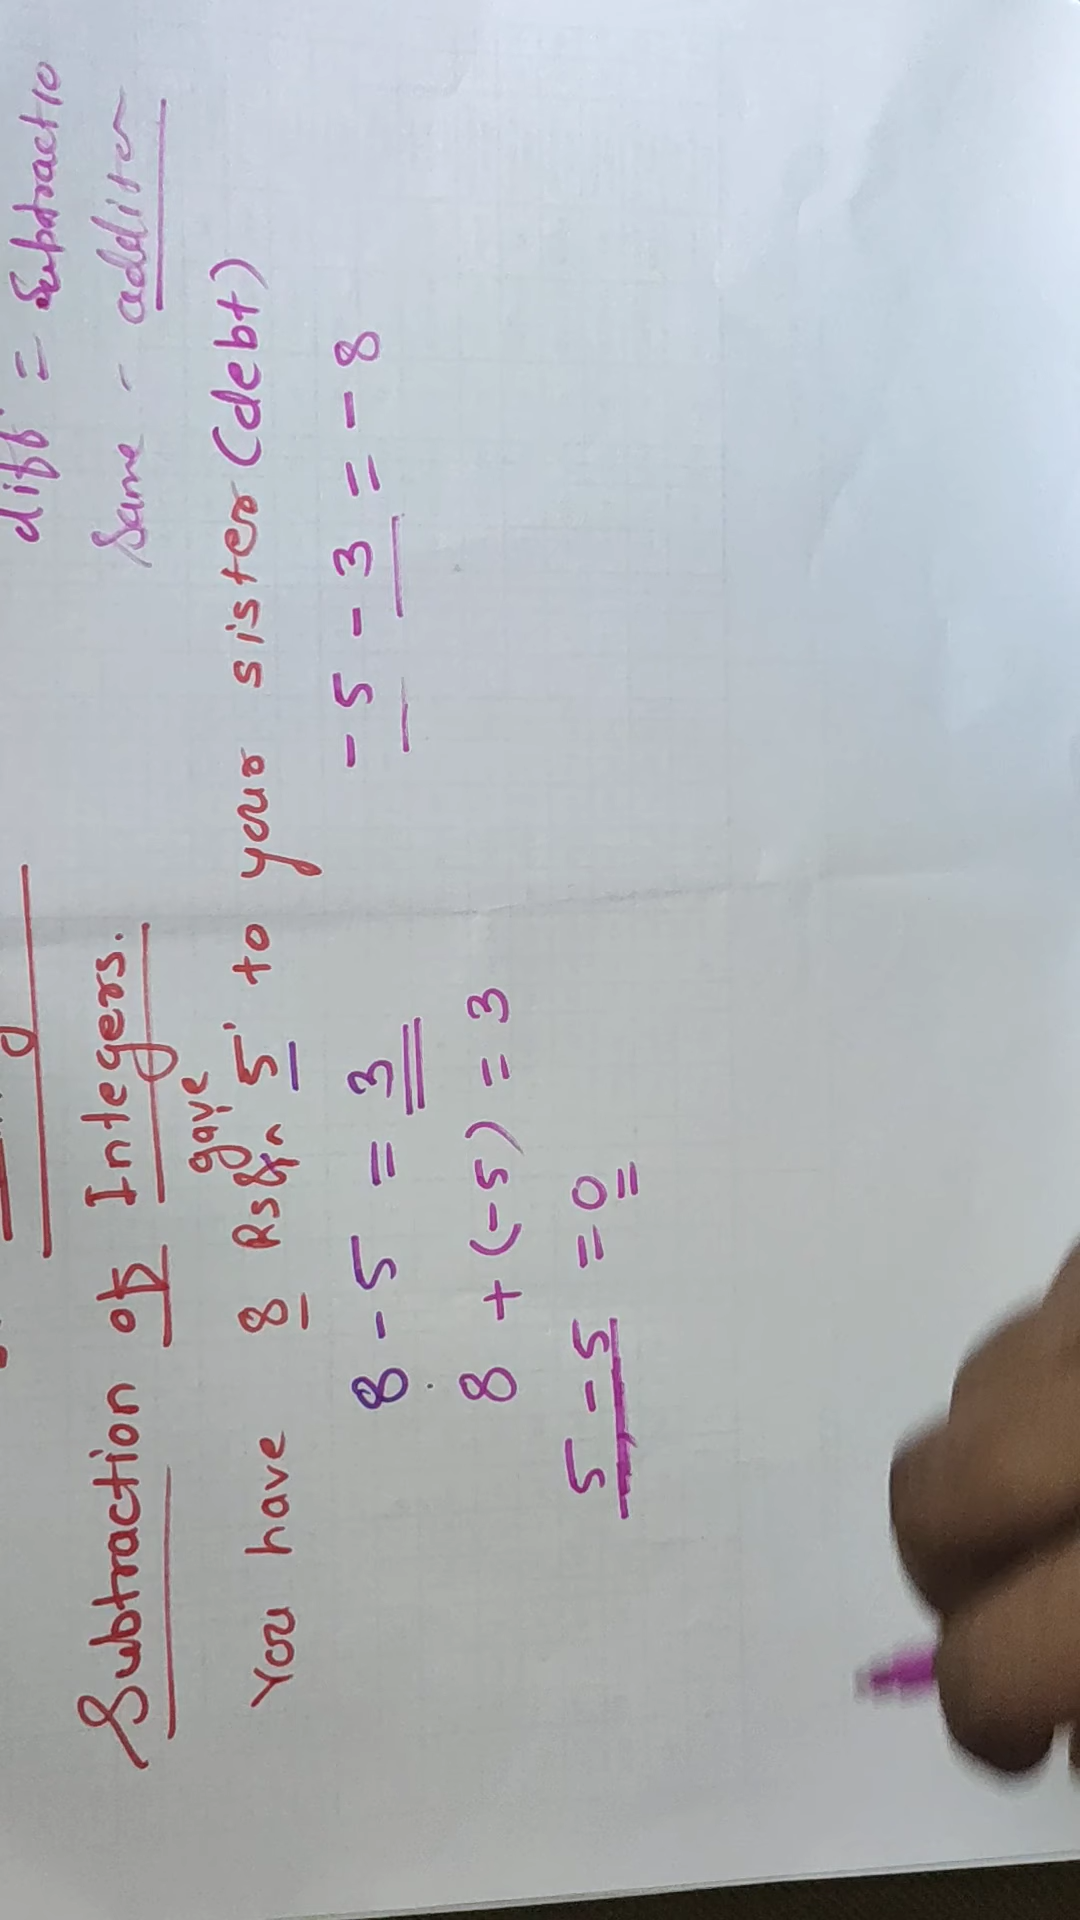 diff = Subtractio
Same - addition
Subtraction of Integers.
gave
You have 8 Rs & ^ 5 to your sister (debt)
8 - 5 = 3
- 5 - 3 = - 8
8 + (-5) = 3
5 - 5 = 0